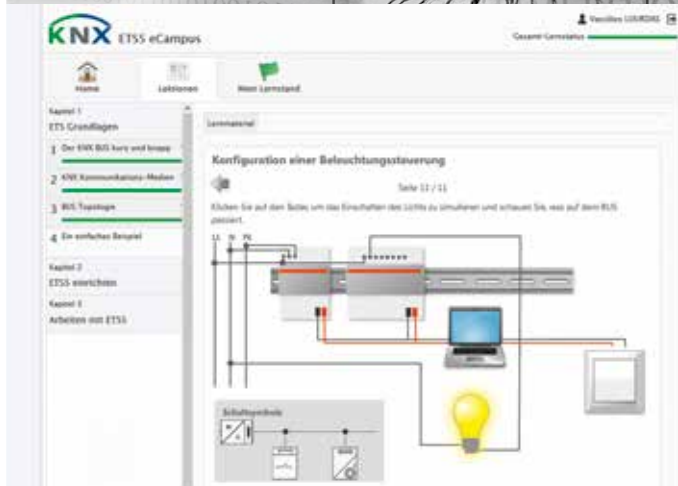 KNX ETS5 eCampus
Vassilios LOURDAS
Gesamt-Lernstatus
Home
Lektionen
Mein Lernstand
Kapitel 1
ETS Grundlagen
1 Der KNX BUS kurz und knapp
2 KNX Kommunikations-Medien
3 BUS Topologie
4 Ein einfaches Beispiel
Kapitel 2
ETS5 einrichten
Kapitel 3
Arbeiten mit ETS5
Lernmaterial
Konfiguration einer Beleuchtungssteuerung
Seite 11 / 11
Klicken Sie auf den Taster, um das Einschalten des Lichts zu simulieren und schauen Sie, was auf dem BUS
passiert.
L1 N PE
Schaltsymbole